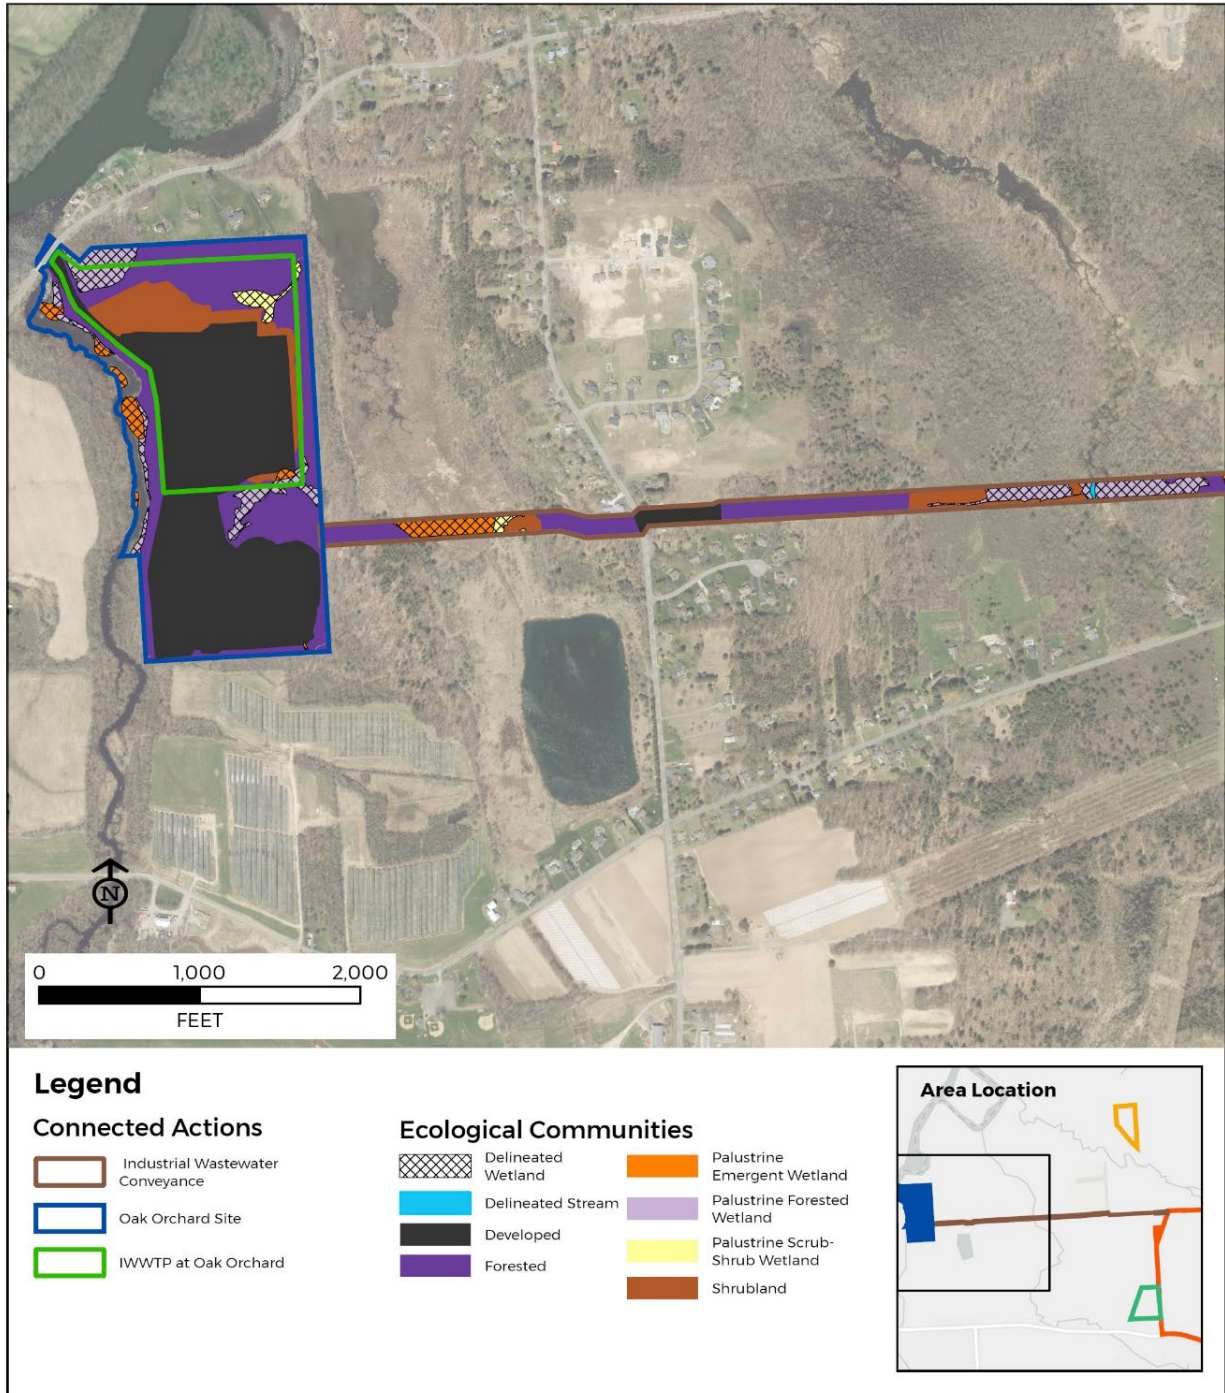 N
0 1,000 2,000
FEET
Legend
Connected Actions
Industrial Wastewater
Conveyance
Oak Orchard Site
IWWTP at Oak Orchard
Ecological Communities
Delineated
Wetland
Delineated Stream
Developed
Forested
Palustrine
Emergent Wetland
Palustrine Forested
Wetland
Palustrine Scrub-
Shrub Wetland
Shrubland
Area Location